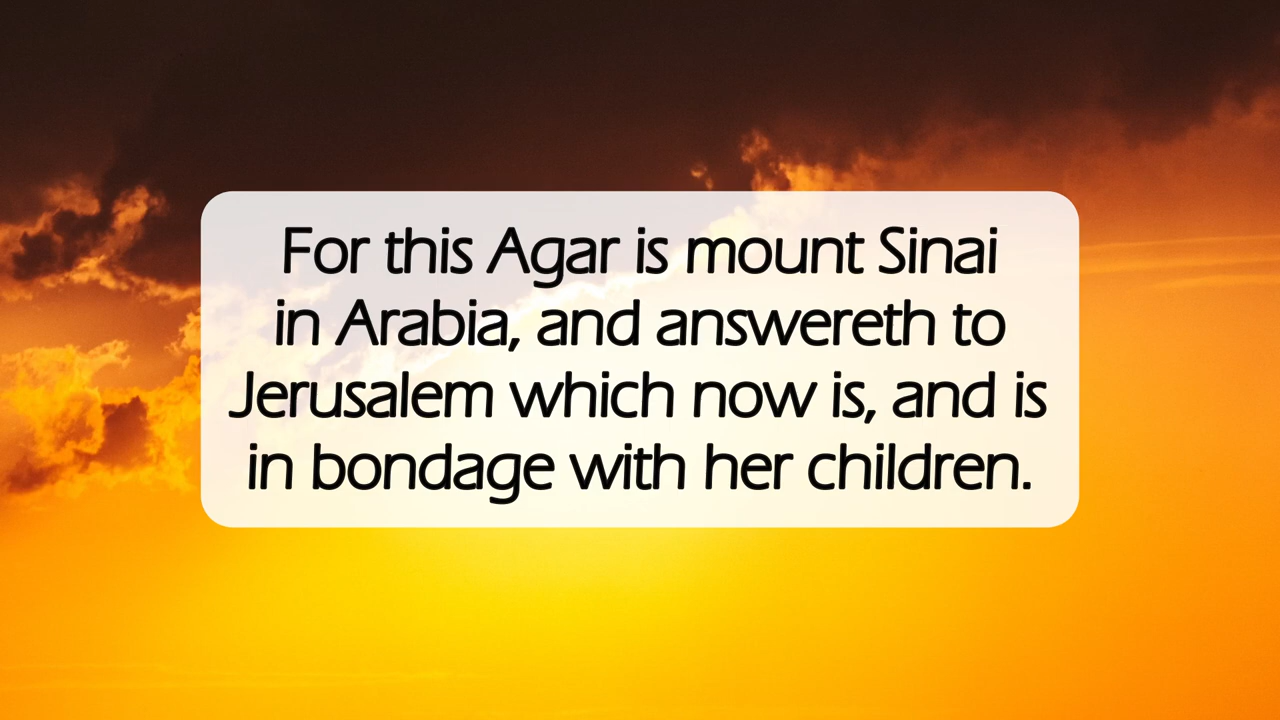 For this Agar is mount Sinai
in Arabia, and answereth to
Jerusalem which now is, and is
in bondage with her children.